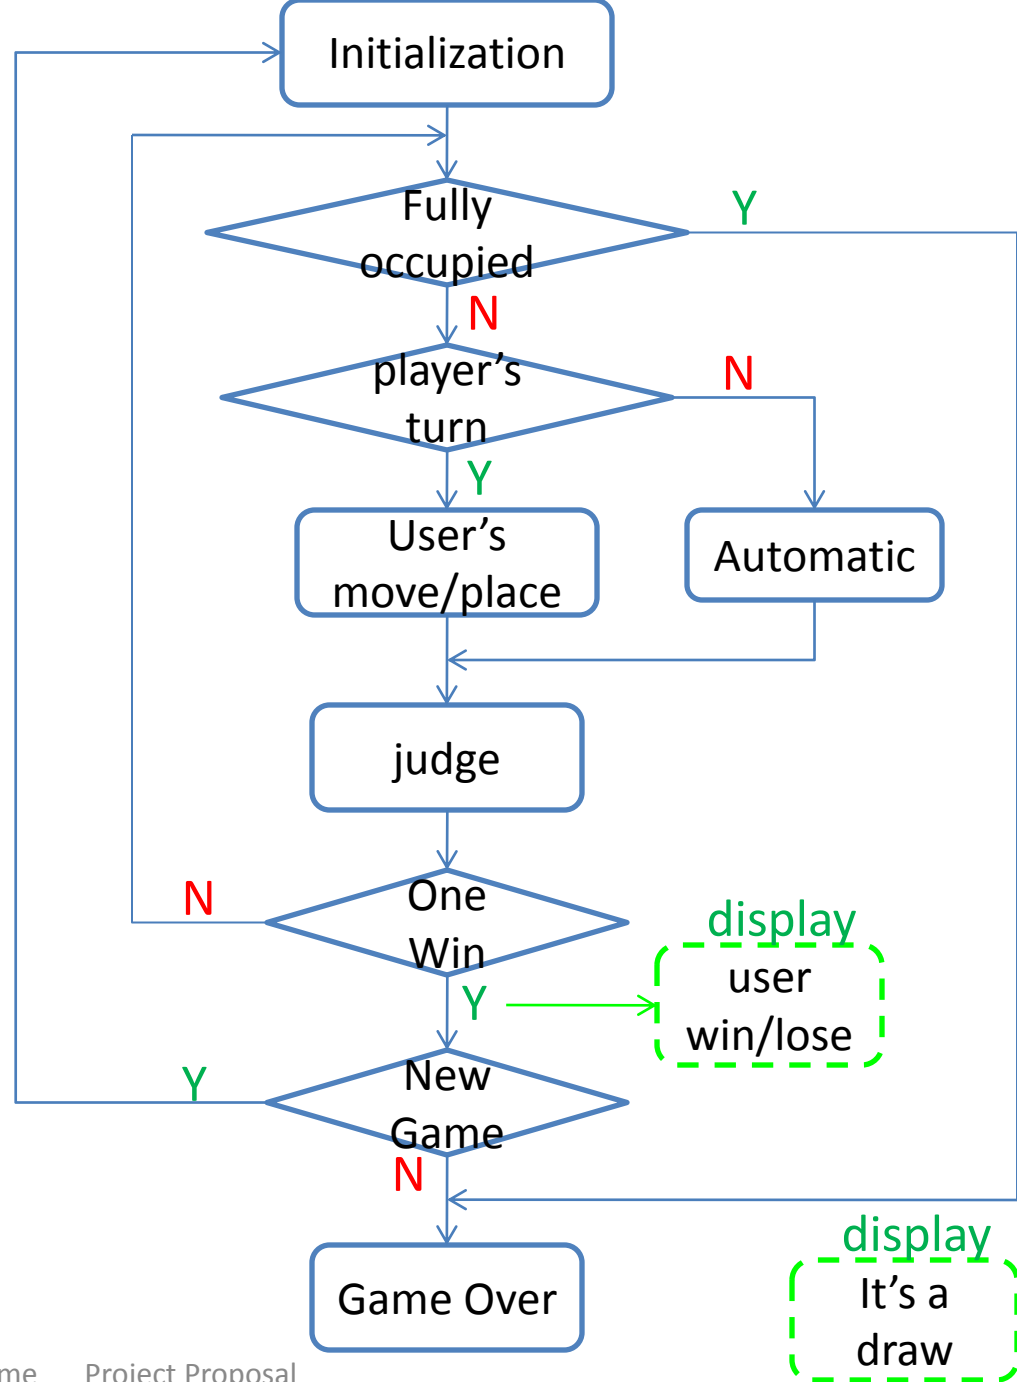 Initialization
Fully
occupied
Y
N
player's
turn
N
Y
User's
move/place
Automatic
judge
One
Win
N
Y
display
user
win/lose
New
Game
Y
N
Game Over
display
It's a
draw
Project Proposal